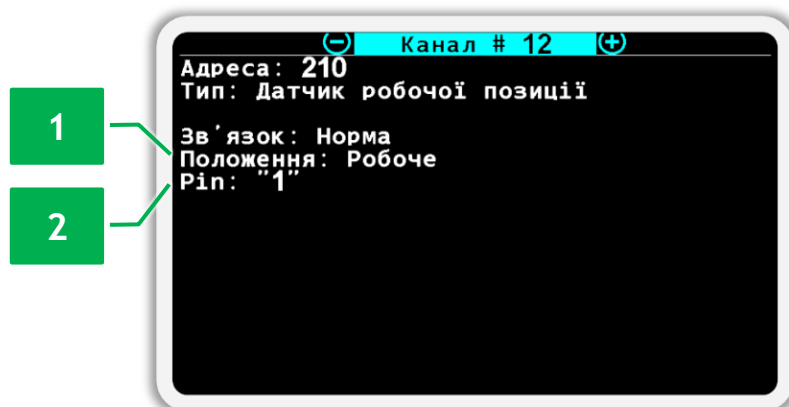 Канал # 12
Адреса: 210
Тип: Датчик робочої позиції
1
Зв'язок: Норма
Положення: Робоче
Pin: "1"
2